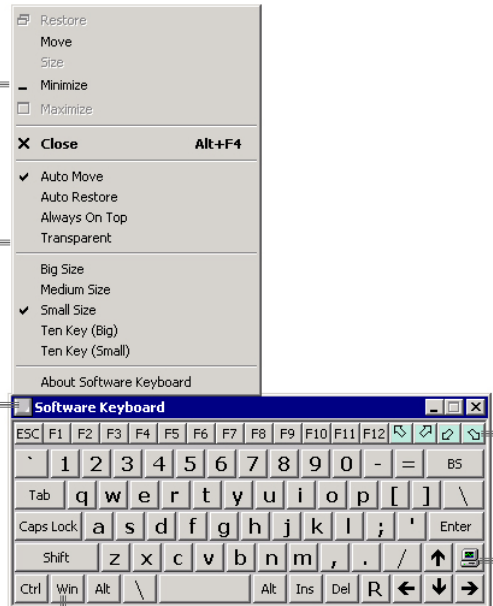 Restore
Move
Size
Minimize
Maximize
Close Alt+F4
Auto Move
Auto Restore
Always On Top
Transparent
Big Size
Medium Size
Small Size
Ten Key (Big)
Ten Key (Small)
About Software Keyboard
Software Keyboard
ESC F1 F2 F3 F4 F5 F6 F7 F8 F9 F10 F11 F12
` 1 2 3 4 5 6 7 8 9 0 - = BS
Tab q w e r t y u i o p [ ] \
Caps Lock a s d f g h j k l ; ' Enter
Shift z x c v b n m , . / ↑
Ctrl Win Alt \ Alt Ins Del R ← ↓ →